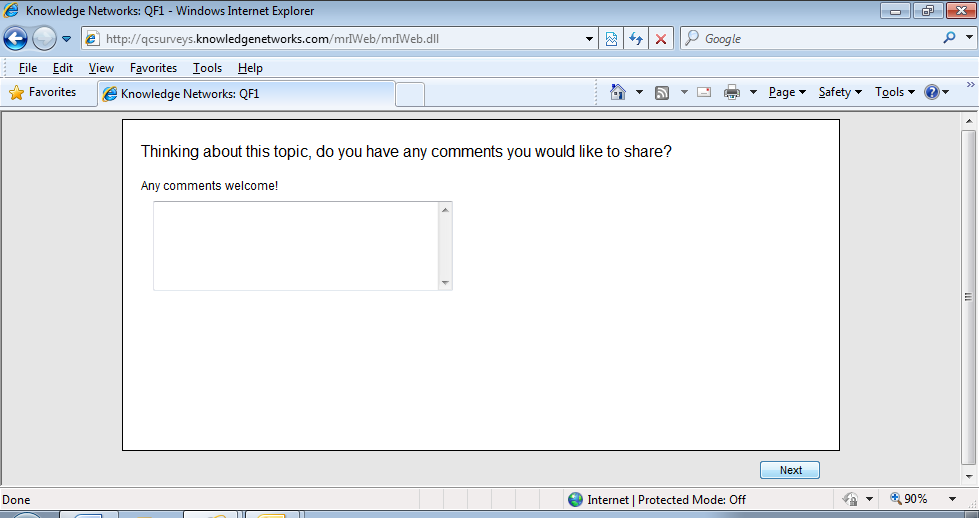 Knowledge Networks: QF1 - Windows Internet Explorer
http://qcsurveys.knowledgenetworks.com/mrIWeb/mrIWeb.dll
Google
File Edit View Favorites Tools Help
Favorites
Knowledge Networks: QF1
Page Safety Tools
Thinking about this topic, do you have any comments you would like to share?
Any comments welcome!
Next
Done
Internet | Protected Mode: Off
90%